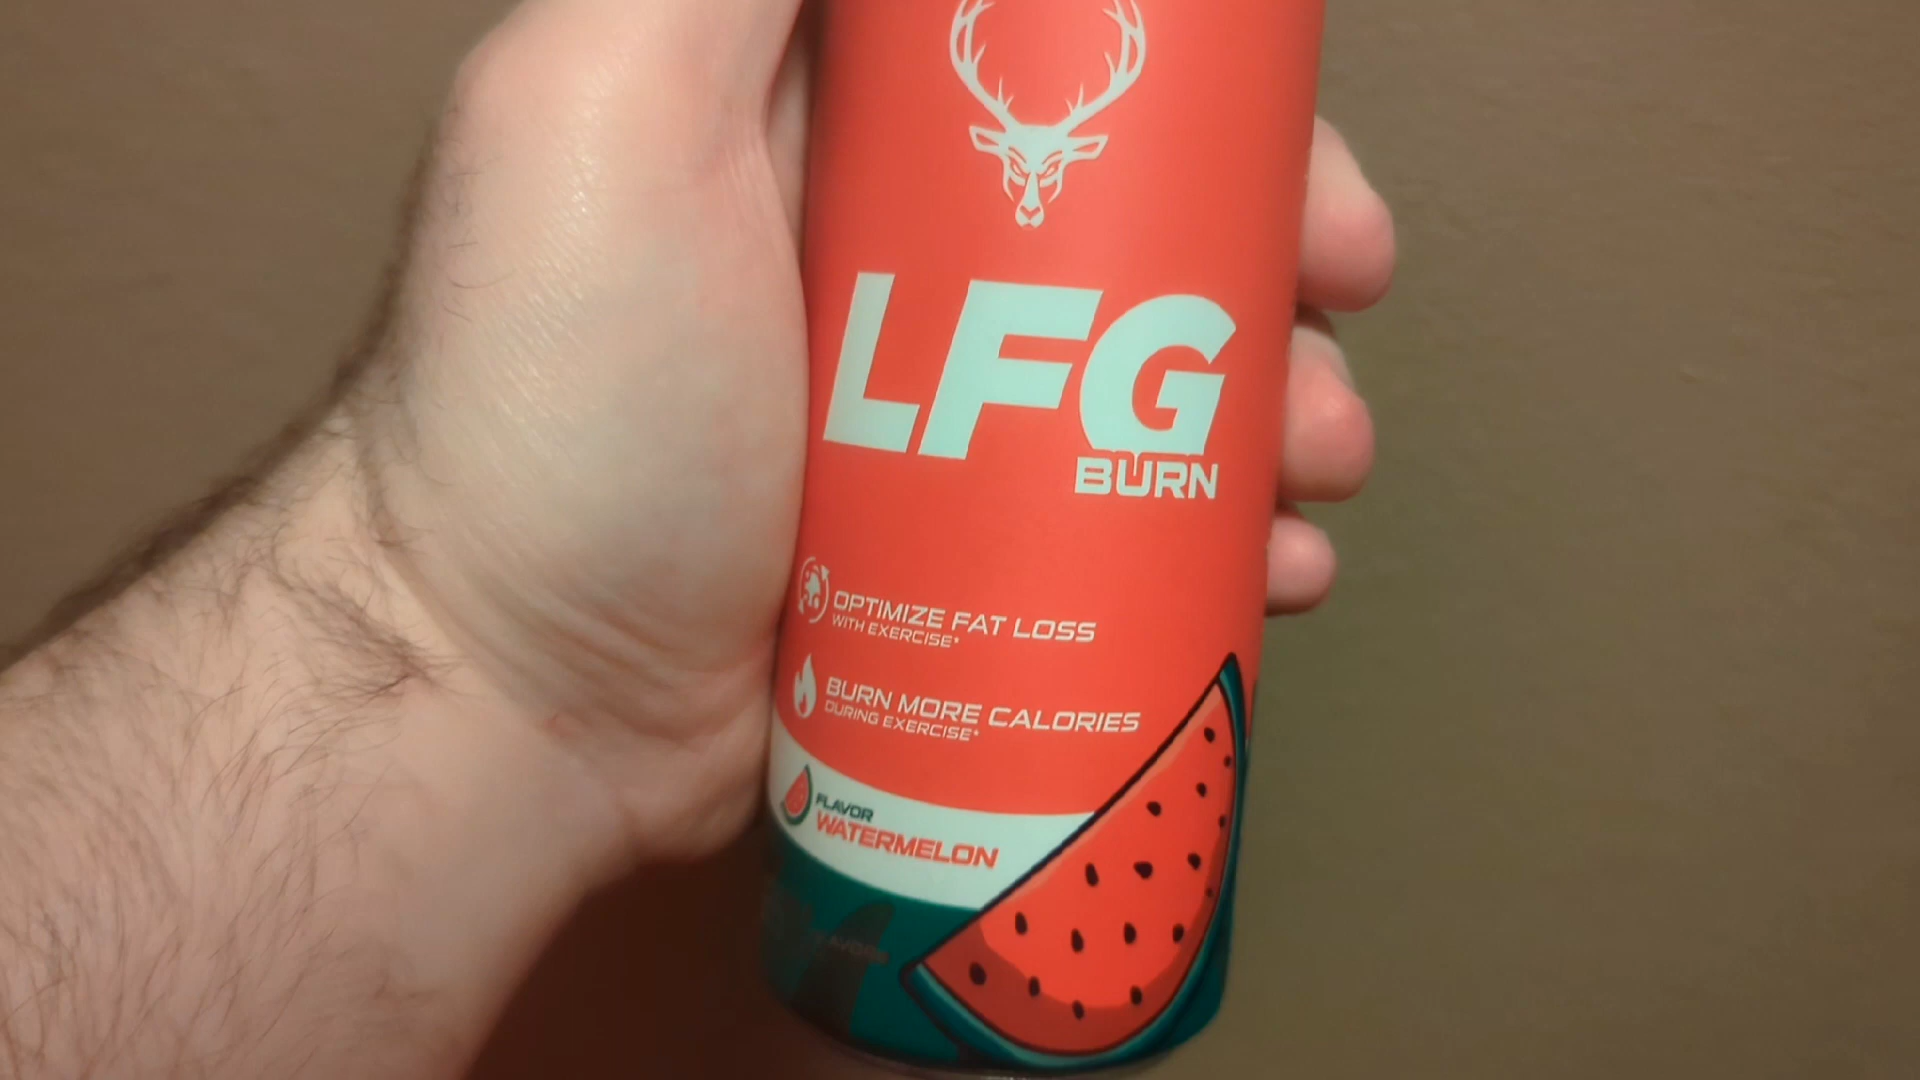 LFG
BURN
OPTIMIZE FAT LOSS
WITH EXERCISE*
BURN MORE CALORIES
DURING EXERCISE*
FLAVOR
WATERMELON